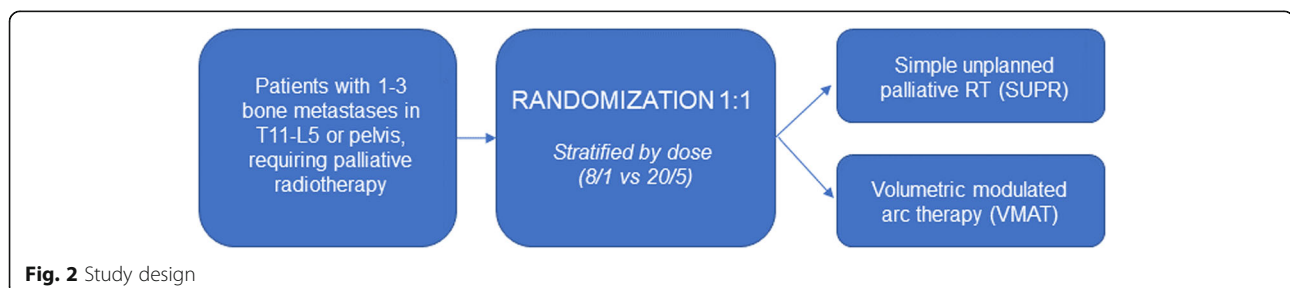 Patients with 1-3
bone metastases in
T11-L5 or pelvis,
requiring palliative
radiotherapy
RANDOMIZATION 1:1
Stratified by dose
(8/1 vs 20/5)
Simple unplanned
palliative RT (SUPR)
Volumetric modulated
arc therapy (VMAT)
Fig. 2 Study design